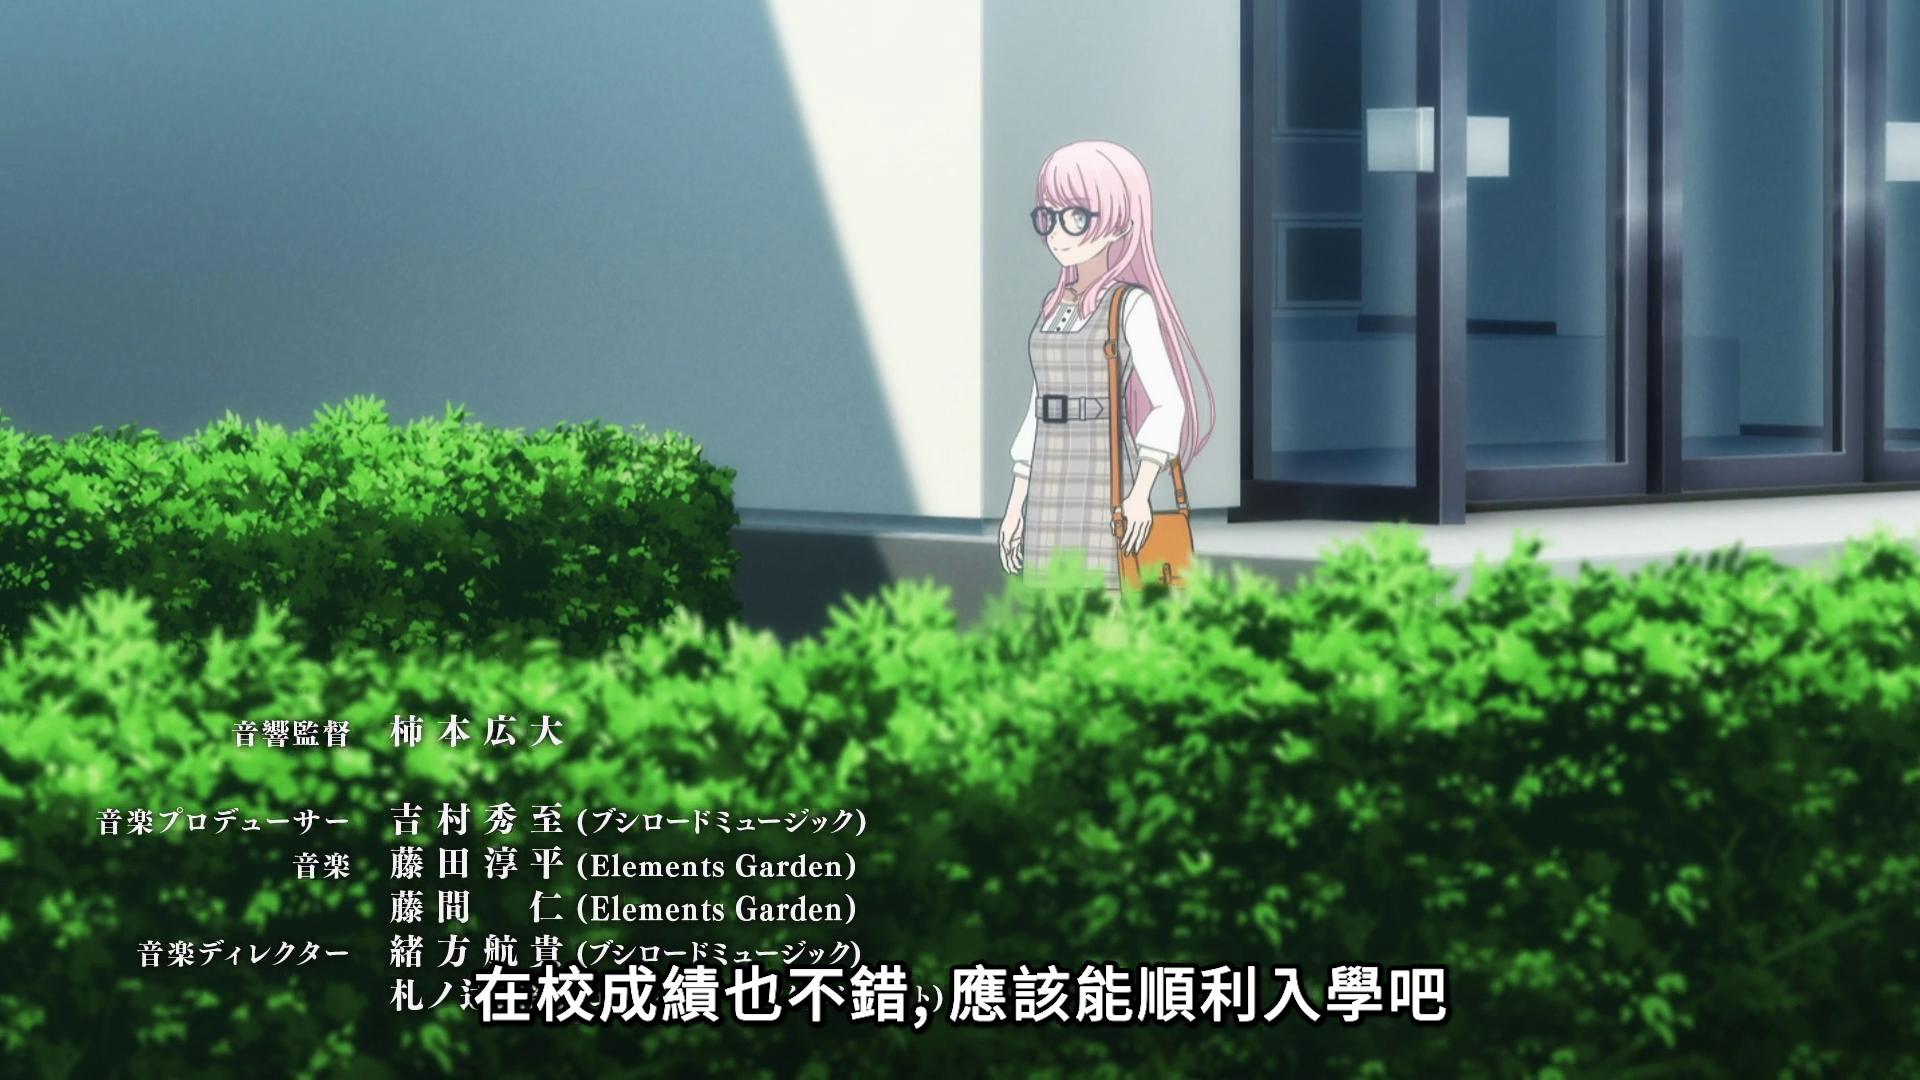 音響監督 柿本広大
音楽プロデューサー 吉村秀至(ブシロードミュージック)
音楽 藤田淳平(Elements Garden)
藤間 仁(Elements Garden)
音楽ディレクター 緒方航貴(ブシロードミュージック)
札ノ辻
在校成績也不錯,應該能順利入學吧